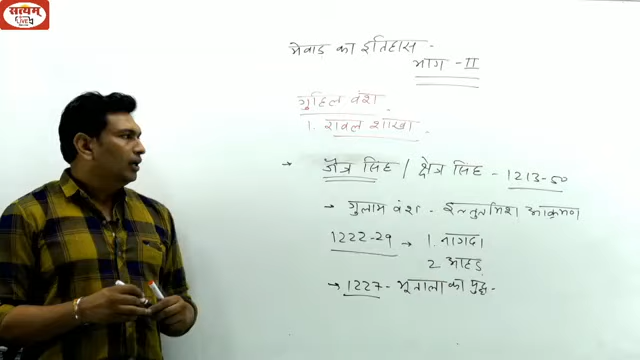 सत्यम्
LIVE
मेवाड़ का इतिहास -
भाग - II
गुहिल वंश
1. रावल शाखा
→ जैत्र सिंह / क्षेत्र सिंह - 1213-50
→ गुलाम वंश - इल्तुतमिश आक्रमण
1222-29 → 1. नागदा
2. आहड़
→ 1227 - भूताला का युद्ध -